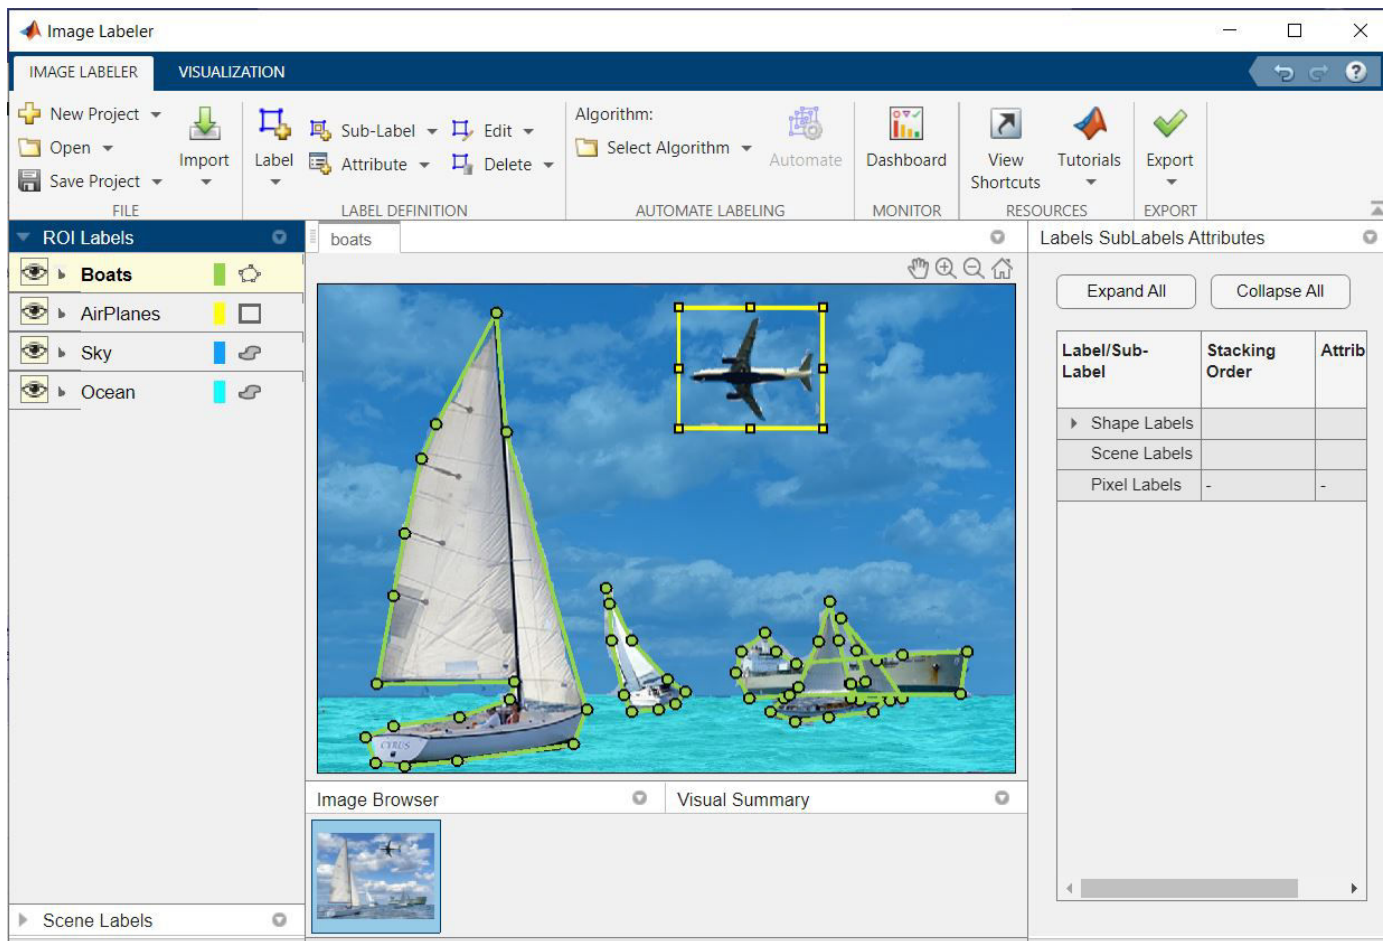 Image Labeler
IMAGE LABELER
VISUALIZATION
New Project
Open
Save Project
Import
FILE
Label
Sub-Label
Attribute
Edit
Delete
LABEL DEFINITION
Algorithm:
Select Algorithm
Automate
AUTOMATE LABELING
Dashboard
MONITOR
View
Shortcuts
Tutorials
RESOURCES
Export
EXPORT
ROI Labels
Boats
AirPlanes
Sky
Ocean
Scene Labels
boats
CYRUS
Image Browser
Visual Summary
Labels SubLabels Attributes
Expand All
Collapse All
Label/Sub-
Label
Stacking
Order
Attrib
Shape Labels
Scene Labels
Pixel Labels - -